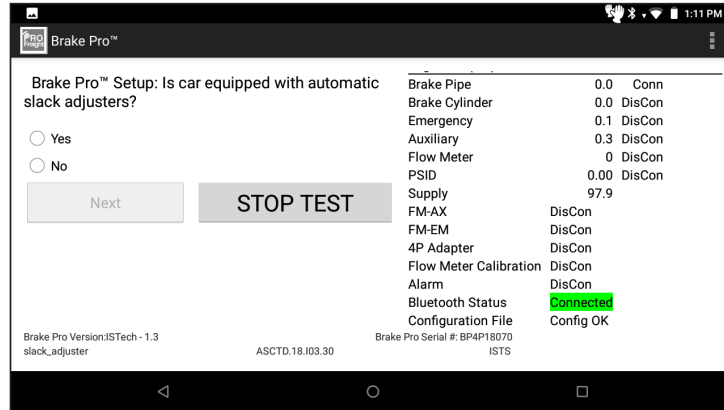 1:11 PM
PRO
Freight
Brake Pro™
Brake Pro™ Setup: Is car equipped with automatic
slack adjusters?
Yes
No
Next
STOP TEST
Brake Pipe 0.0 Conn
Brake Cylinder 0.0 DisCon
Emergency 0.1 DisCon
Auxiliary 0.3 DisCon
Flow Meter 0 DisCon
PSID 0.00 DisCon
Supply 97.9
FM-AX DisCon
FM-EM DisCon
4P Adapter DisCon
Flow Meter Calibration DisCon
Alarm DisCon
Bluetooth Status Connected
Configuration File Config OK
Brake Pro Version:ISTech - 1.3
Brake Pro Serial #: BP4P18070
slack_adjuster
ASCTD.18.I03.30
ISTS